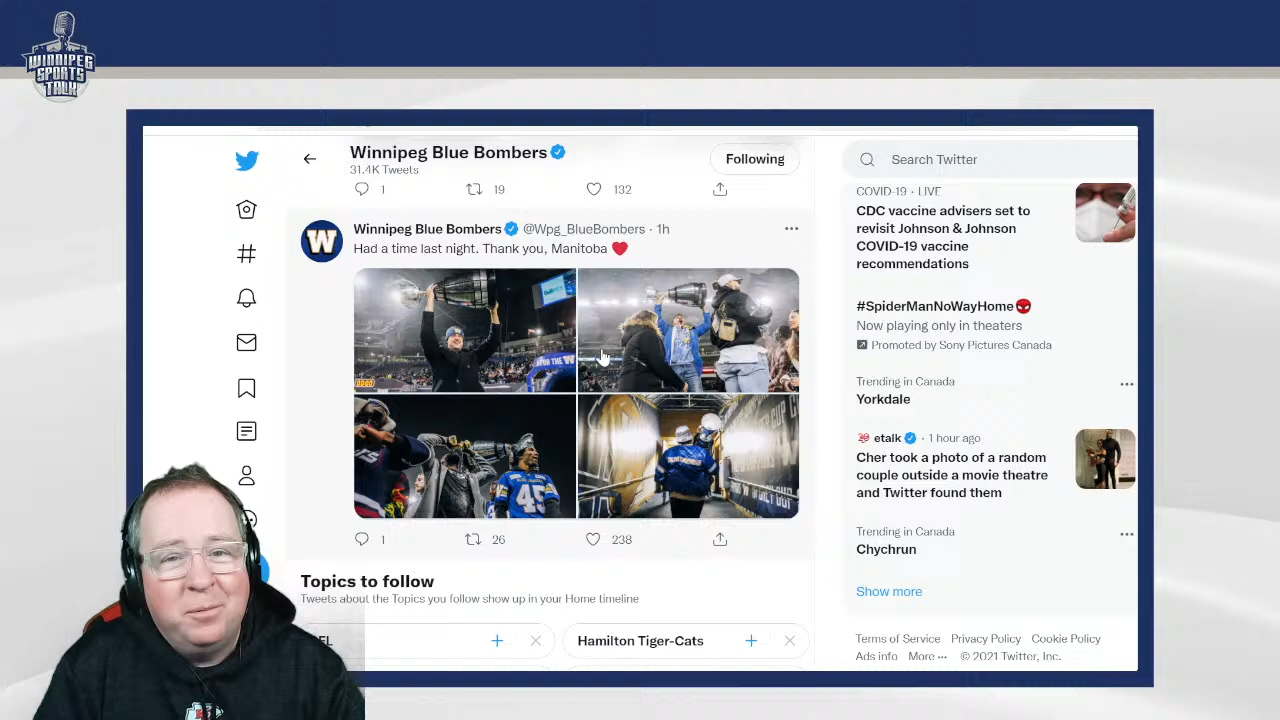 WINNIPEG
SPORTS
TALK
Winnipeg Blue Bombers
31.4K Tweets
Following
Search Twitter
1
19
132
COVID-19 · LIVE
CDC vaccine advisers set to
revisit Johnson & Johnson
COVID-19 vaccine
recommendations
Winnipeg Blue Bombers @Wpg_BlueBombers · 1h
Had a time last night. Thank you, Manitoba ❤️
W
FOR THE W
45
1
26
238
#SpiderManNoWayHome
Now playing only in theaters
Promoted by Sony Pictures Canada
Trending in Canada
Yorkdale
etalk · 1 hour ago
Cher took a photo of a random
couple outside a movie theatre
and Twitter found them
Trending in Canada
Chychrun
Show more
Topics to follow
Tweets about the Topics you follow show up in your Home timeline
Hamilton Tiger-Cats
Terms of Service Privacy Policy Cookie Policy
Ads info More ··· © 2021 Twitter, Inc.